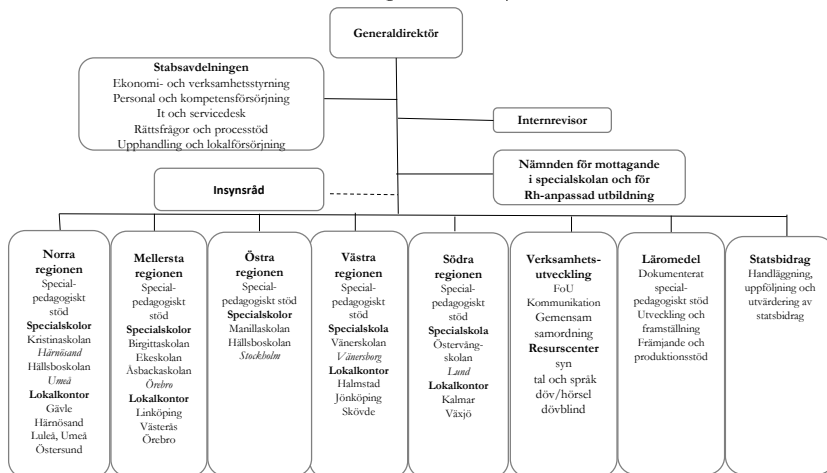 Generaldirektör
Stabsavdelningen
Ekonomi- och verksamhetsstyrning
Personal och kompetensförsörjning
It och servicedesk
Rättsfrågor och processtöd
Upphandling och lokalförsörjning
Internrevisor
Nämnden för mottagande
i specialskolan och för
Rh-anpassad utbildning
Insynsråd
Norra
regionen
Special-
pedagogiskt
stöd
Specialskolor
Kristinaskolan
Härnösand
Hällsboskolan
Umeå
Lokalkontor
Gävle
Härnösand
Luleå, Umeå
Östersund
Mellersta
regionen
Special-
pedagogiskt
stöd
Specialskolor
Birgittaskolan
Ekeskolan
Åsbackaskolan
Örebro
Lokalkontor
Linköping
Västerås
Örebro
Östra
regionen
Special-
pedagogiskt stöd
Specialskolor
Manillaskolan
Hällsboskolan
Stockholm
Västra
regionen
Special-
pedagogiskt
stöd
Specialskola
Vänerskolan
Vänersborg
Lokalkontor
Halmstad
Jönköping
Skövde
Södra
regionen
Special-
pedagogiskt
stöd
Specialskola
Östervång-
skolan
Lund
Lokalkontor
Kalmar
Växjö
Verksamhets-
utveckling
FoU
Kommunikation
Gemensam
samordning
Resurscenter
syn
tal och språk
döv/hörsel
dövblind
Läromedel
Dokumenterat
special-
pedagogiskt stöd
Utveckling och
framställning
Främjande och
produktionsstöd
Statsbidrag
Handläggning,
uppföljning och
utvärdering av
statsbidrag